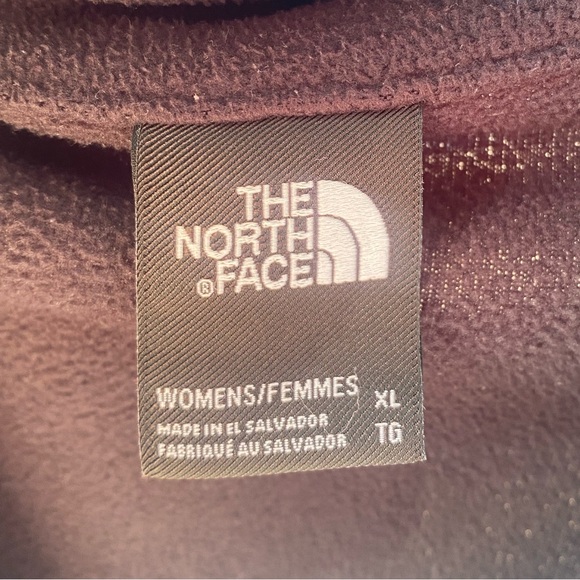 THE
NORTH
®FACE
WOMENS/FEMMES XL
MADE IN EL SALVADOR
FABRIQUÉ AU SALVADOR TG